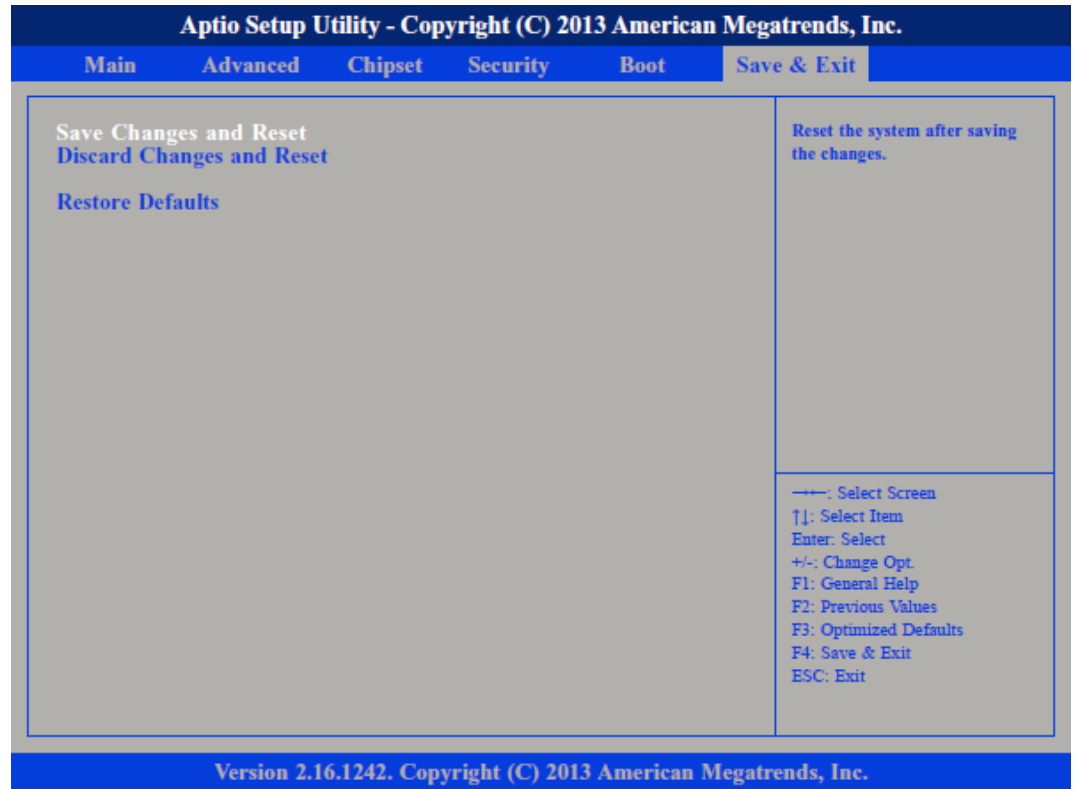 Aptio Setup Utility - Copyright (C) 2013 American Megatrends, Inc.
Main Advanced Chipset Security Boot Save & Exit
Save Changes and Reset
Discard Changes and Reset
Restore Defaults
Reset the system after saving
the changes.
→←: Select Screen
↑↓: Select Item
Enter: Select
+/-: Change Opt.
F1: General Help
F2: Previous Values
F3: Optimized Defaults
F4: Save & Exit
ESC: Exit
Version 2.16.1242. Copyright (C) 2013 American Megatrends, Inc.